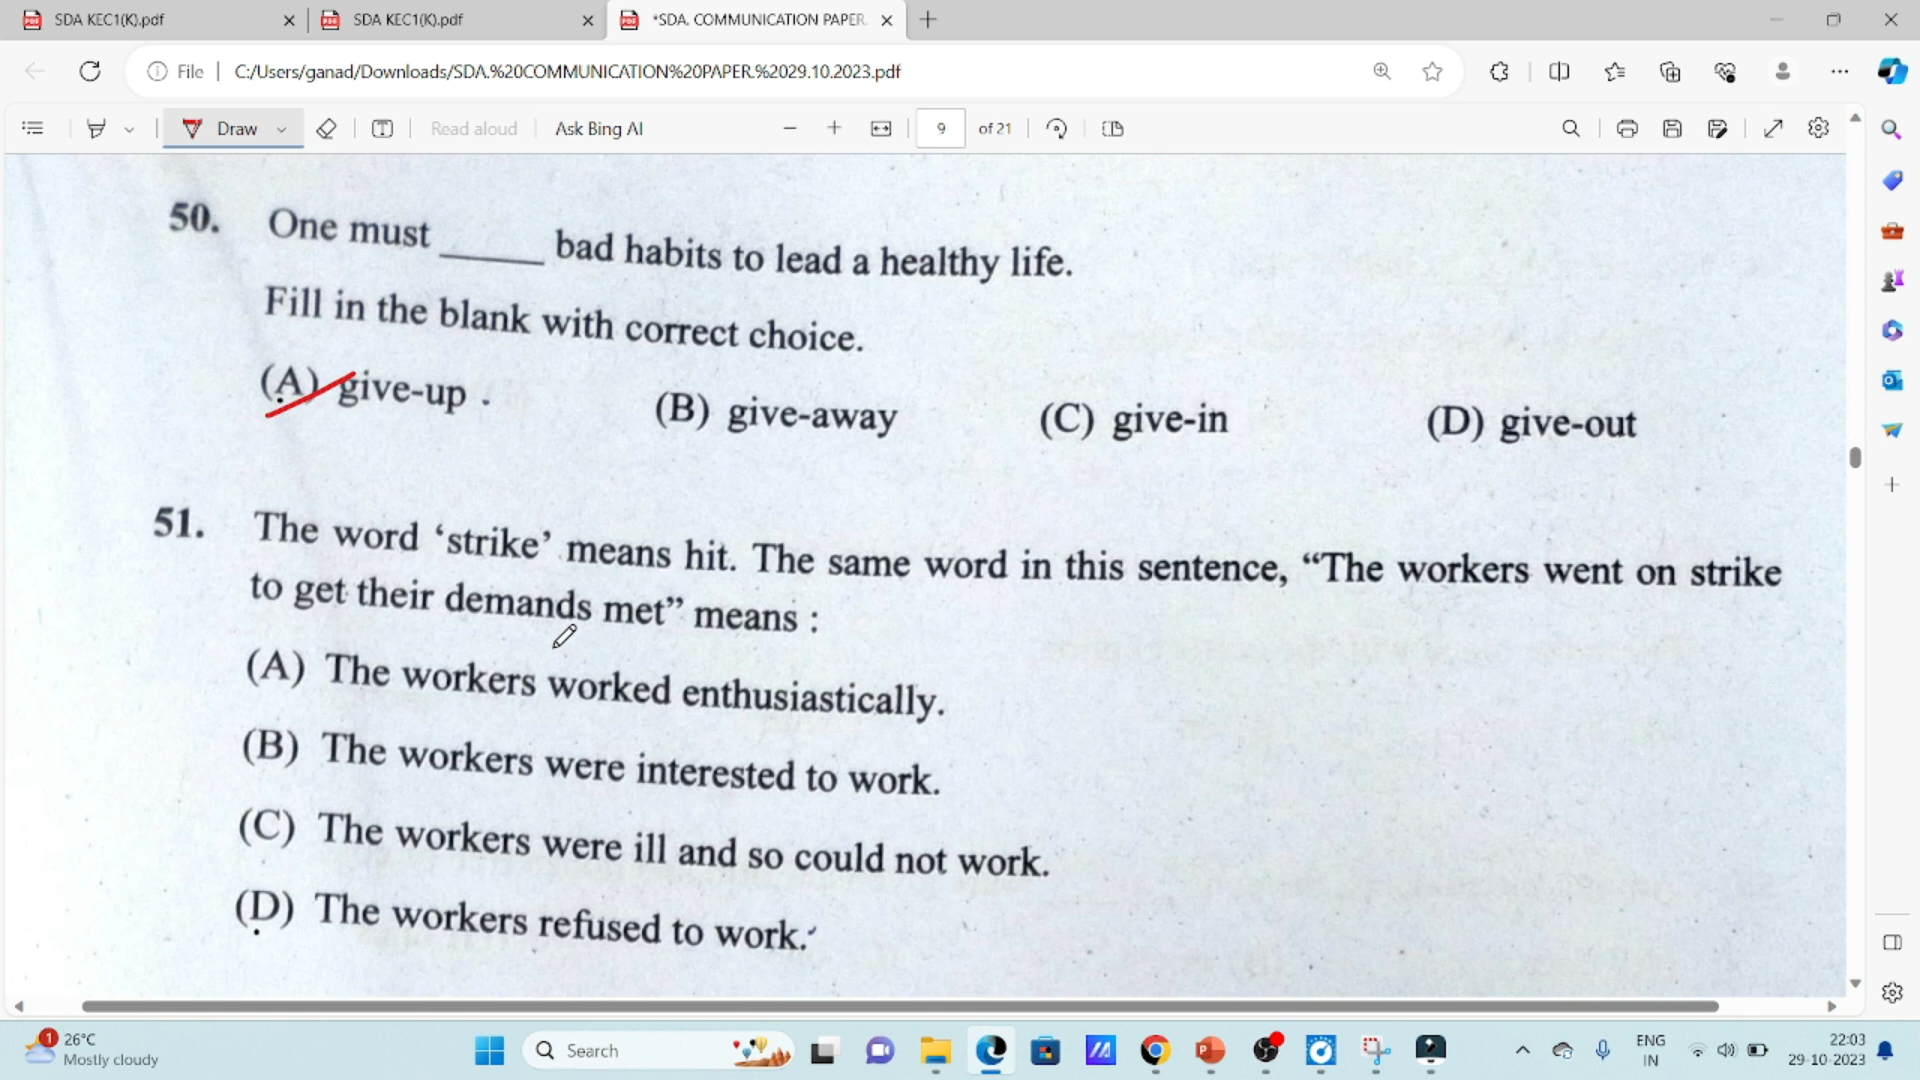 SDA KEC1(K).pdf
SDA KEC1(K).pdf
*SDA. COMMUNICATION PAPER.
File
C:/Users/ganad/Downloads/SDA.%20COMMUNICATION%20PAPER.%2029.10.2023.pdf
Draw
Read aloud
Ask Bing AI
9
of 21
50. One must _____ bad habits to lead a healthy life.
Fill in the blank with correct choice.
(A) give-up .
(B) give-away
(C) give-in
(D) give-out
51. The word ‘strike’ means hit. The same word in this sentence, “The workers went on strike
to get their demands met” means :
(A) The workers worked enthusiastically.
(B) The workers were interested to work.
(C) The workers were ill and so could not work.
(D) The workers refused to work.
1
26°C
Mostly cloudy
Search
ENG
IN
22:03
29-10-2023